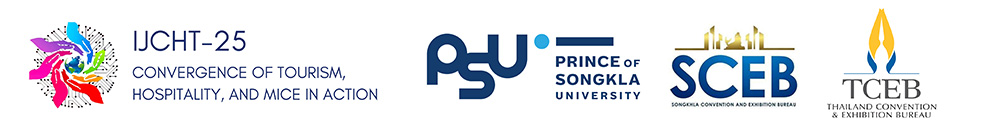 IJCHT-25
CONVERGENCE OF TOURISM,
HOSPITALITY, AND MICE IN ACTION
PSU
PRINCE OF
SONGKLA
UNIVERSITY
SCEB
SONGKHLA CONVENTION AND EXHIBITION BUREAU
TCEB
THAILAND CONVENTION
& EXHIBITION BUREAU